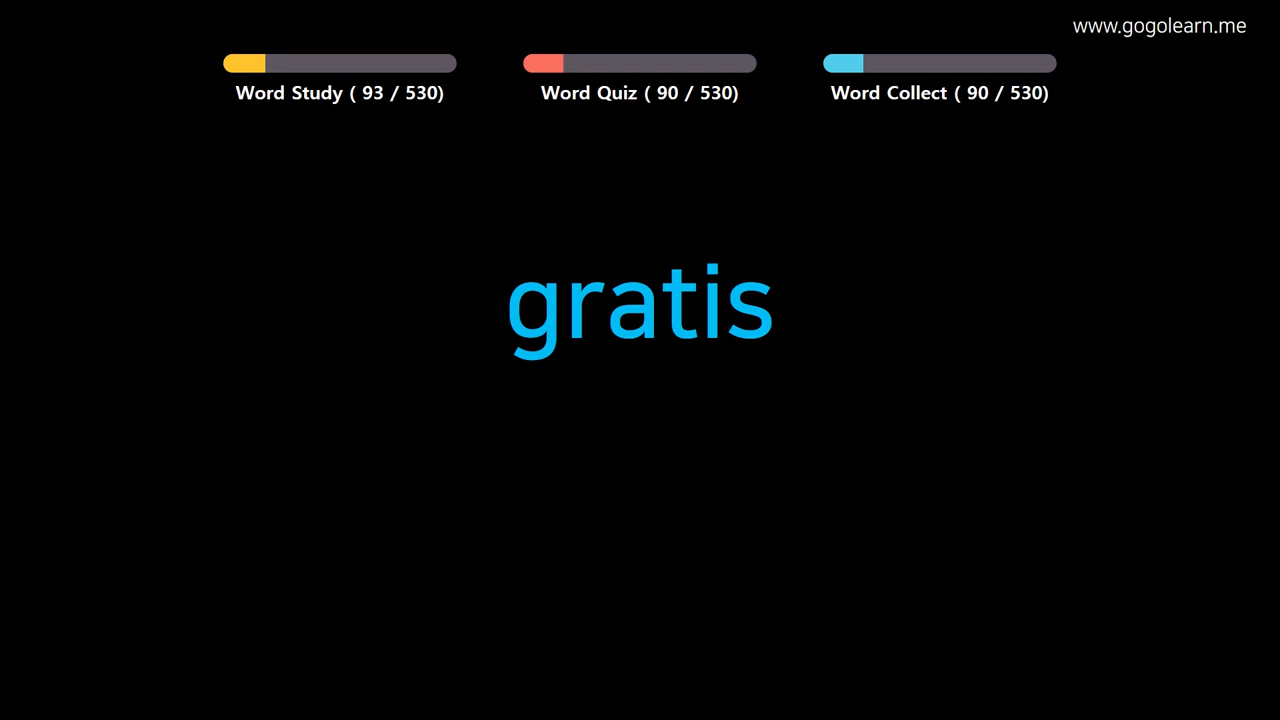 www.gogolearn.me
Word Study ( 93 / 530)
Word Quiz ( 90 / 530)
Word Collect ( 90 / 530)
gratis